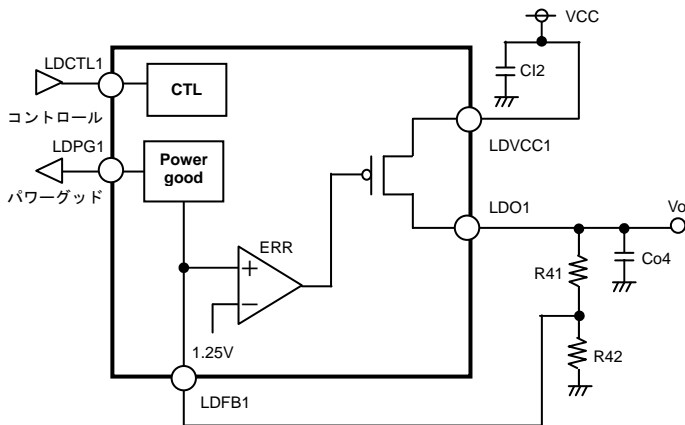 VCC
LDCTL1
CI2
CTL
コントロール
LDPG1
LDVCC1
Power
good
パワーグッド
LDO1
Vo
ERR
R41
Co4
+
−
1.25V
R42
LDFB1